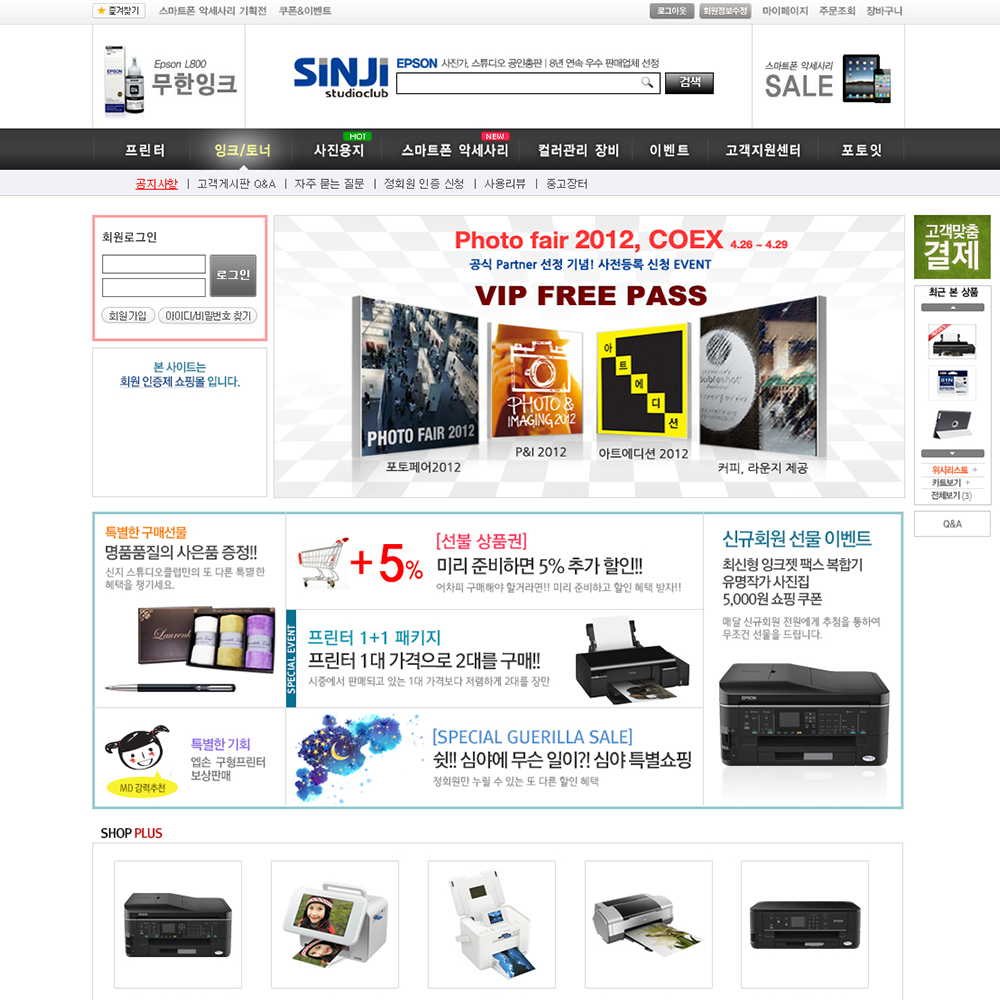 즐겨찾기
스마트폰 악세사리 기획전
쿠폰&이벤트
로그아웃
회원정보수정
마이페이지
주문조회
장바구니
Epson L800
무한잉크
SINJI
studioclub
EPSON 사진가, 스튜디오 공인총판 | 8년 연속 우수 판매업체 선정
검색
스마트폰 악세사리
SALE
HOT
NEW
프린터
잉크/토너
사진용지
스마트폰 악세사리
컬러관리 장비
이벤트
고객지원센터
포토잇
공지사항 | 고객게시판 Q&A | 자주 묻는 질문 | 정회원 인증 신청 | 사용리뷰 | 중고장터
회원로그인
로그인
회원가입
아이디/비밀번호 찾기
본 사이트는
회원 인증제 쇼핑몰 입니다.
Photo fair 2012, COEX 4.26 ~ 4.29
공식 Partner 선정 기념! 사전등록 신청 EVENT
VIP FREE PASS
PHOTO FAIR 2012
PHOTO &
IMAGING 2012
아
트
에
디
션
포토페어2012
P&I 2012
아트에디션 2012
커피, 라운지 제공
고객맞춤
결제
최근 본 상품
위시리스트 +
카트보기 +
전체보기 (3)
Q&A
특별한 구매선물
명품품질의 사은품 증정!!
신지 스튜디오클럽만의 또 다른 특별한
혜택을 챙기세요.
+5%
[선불 상품권]
미리 준비하면 5% 추가 할인!!
어차피 구매해야 할거라면!! 미리 준비하고 할인 혜택 받자!!
SPECIAL EVENT
프린터 1+1 패키지
프린터 1대 가격으로 2대를 구매!!
시중에서 판매되고 있는 1대 가격보다 저렴하게 2대를 장만
신규회원 선물 이벤트
최신형 잉크젯 팩스 복합기
유명작가 사진집
5,000원 쇼핑 쿠폰
매달 신규회원 전원에게 추첨을 통하여
무조건 선물을 드립니다.
EPSON
특별한 기회
엡손 구형프린터
보상판매
MD 강력추천
[SPECIAL GUERILLA SALE]
쉿!! 심야에 무슨 일이?! 심야 특별쇼핑
정회원만 누릴 수 있는 또 다른 할인 혜택
SHOP PLUS